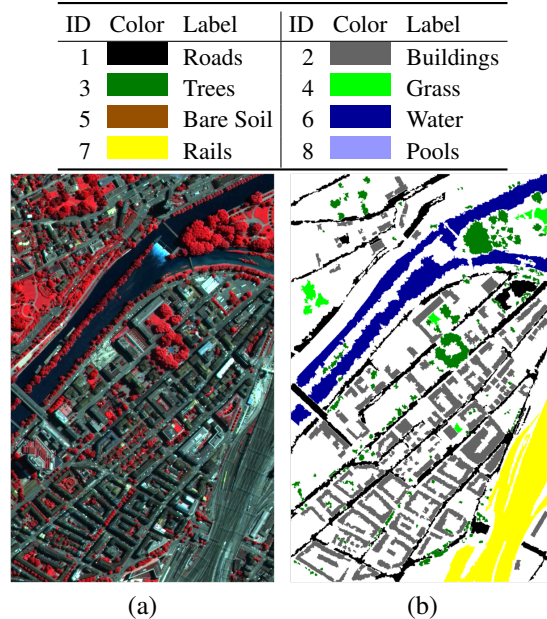 ID Color Label ID Color Label
1 Roads 2 Buildings
3 Trees 4 Grass
5 Bare Soil 6 Water
7 Rails 8 Pools
(a) (b)